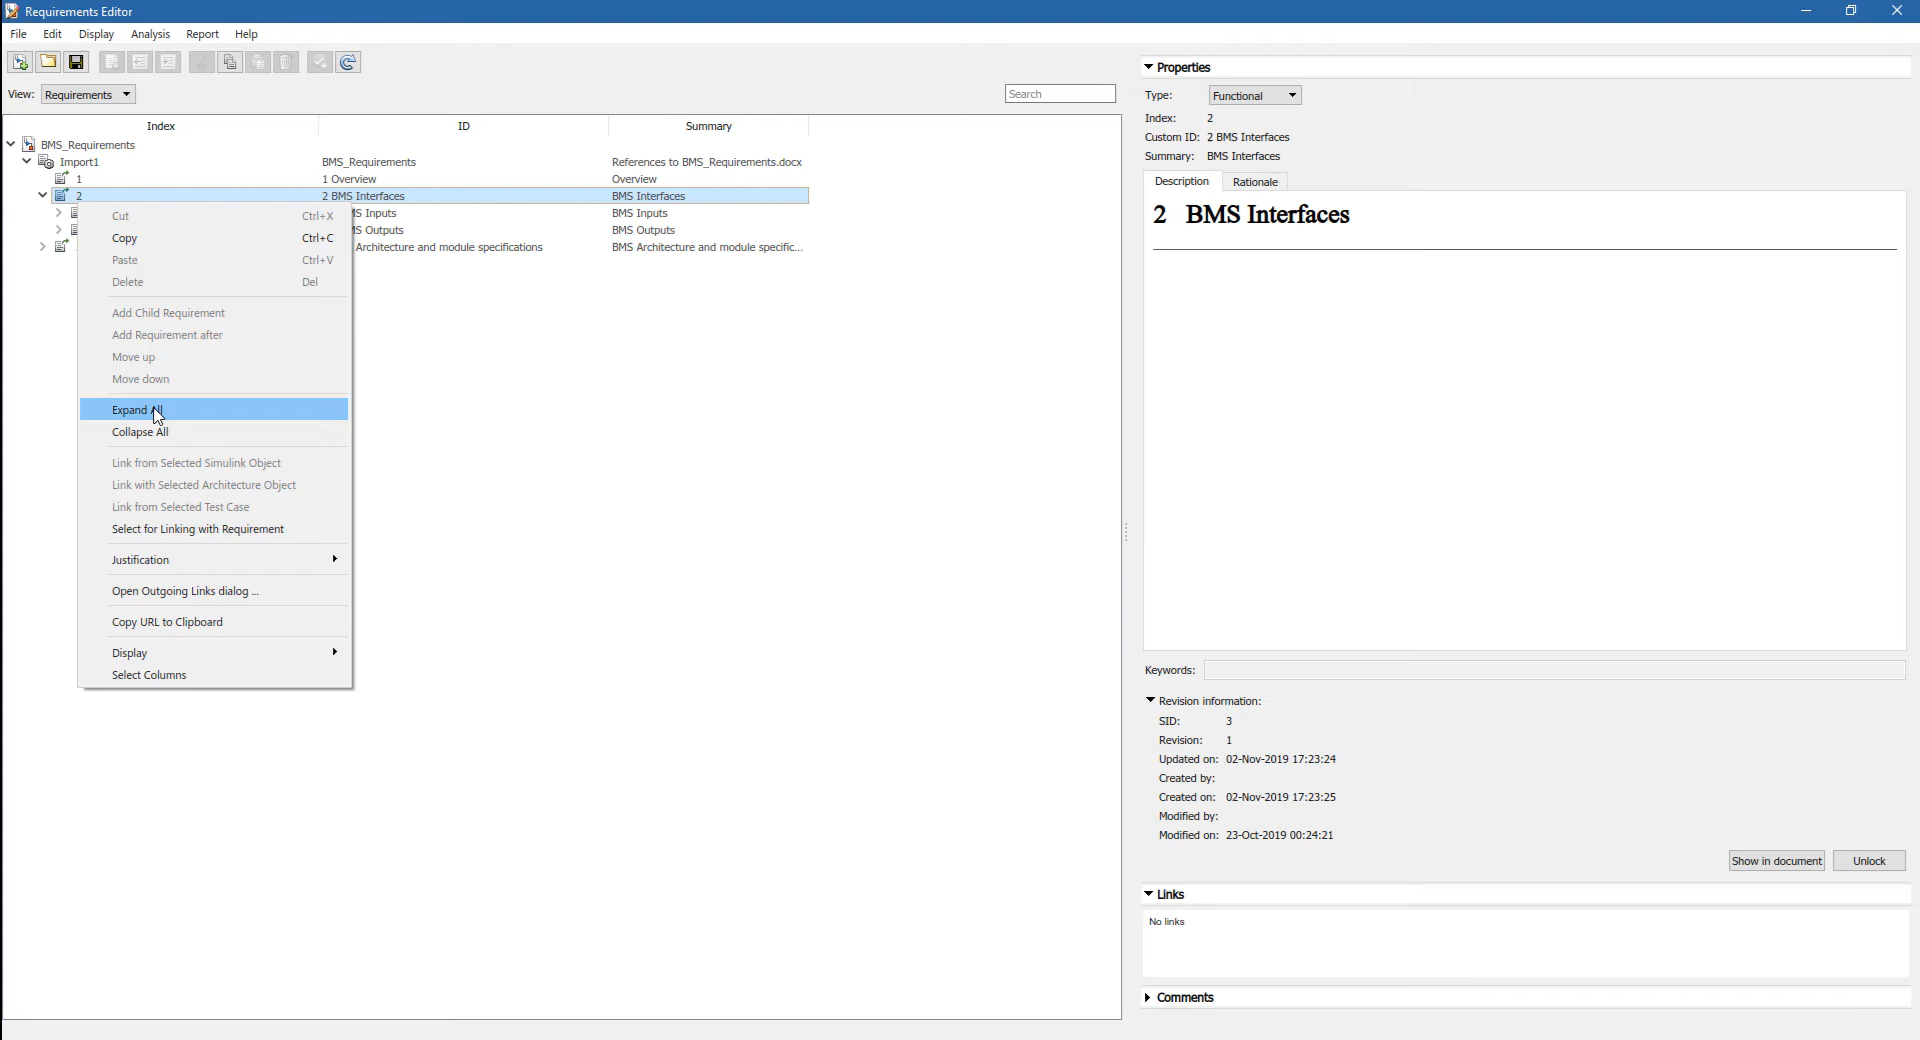 Requirements Editor
File Edit Display Analysis Report Help
View: Requirements
Search
Index ID Summary
BMS_Requirements
Import1 BMS_Requirements References to BMS_Requirements.docx
1 1 Overview Overview
2 2 BMS Interfaces BMS Interfaces
MS Inputs BMS Inputs
MS Outputs BMS Outputs
Architecture and module specifications BMS Architecture and module specific...
Cut Ctrl+X
Copy Ctrl+C
Paste Ctrl+V
Delete Del
Add Child Requirement
Add Requirement after
Move up
Move down
Expand All
Collapse All
Link from Selected Simulink Object
Link with Selected Architecture Object
Link from Selected Test Case
Select for Linking with Requirement
Justification
Open Outgoing Links dialog ...
Copy URL to Clipboard
Display
Select Columns
Properties
Type: Functional
Index: 2
Custom ID: 2 BMS Interfaces
Summary: BMS Interfaces
Description Rationale
2 BMS Interfaces
Keywords:
Revision information:
SID: 3
Revision: 1
Updated on: 02-Nov-2019 17:23:24
Created by:
Created on: 02-Nov-2019 17:23:25
Modified by:
Modified on: 23-Oct-2019 00:24:21
Show in document Unlock
Links
No links
Comments